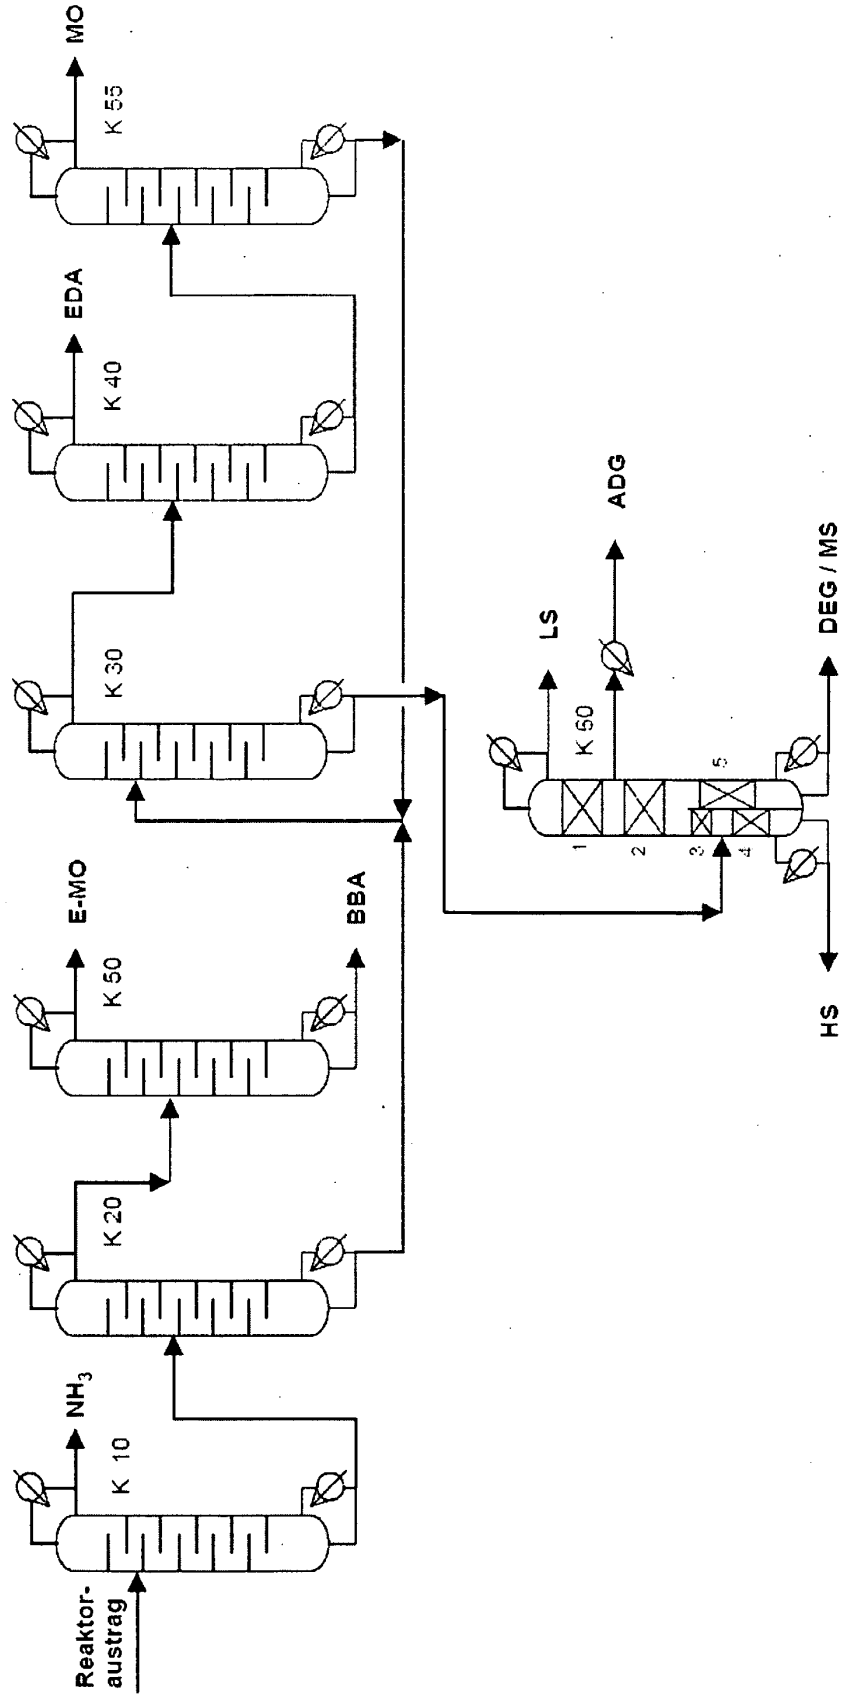 Reaktor-
austrag
NH₃
K 10
K 20
E-MO
K 50
BBA
K 30
EDA
K 40
MO
K 55
LS
K 60
ADG
1
2
3
4
5
HS
DEG / MS